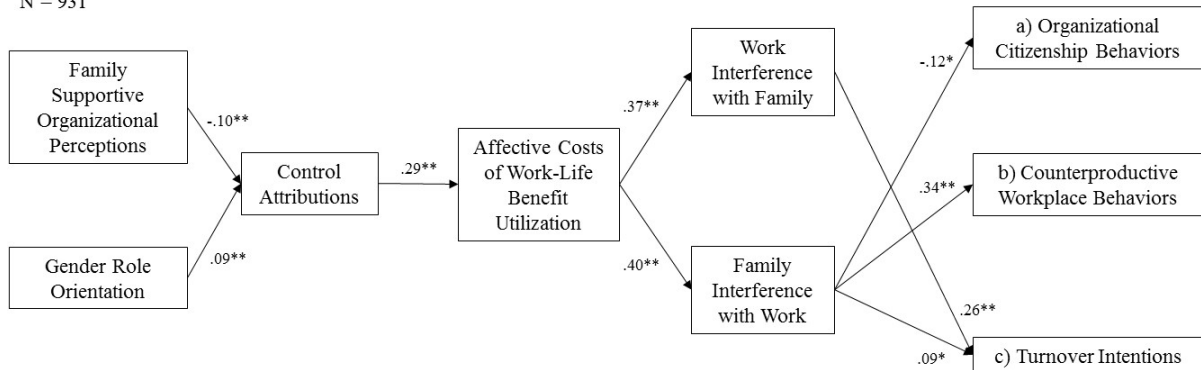 N = 931
Family
Supportive
Organizational
Perceptions
-.10**
Gender Role
Orientation
.09**
Control
Attributions
.29**
Affective Costs
of Work-Life
Benefit
Utilization
.37**
.40**
Work
Interference
with Family
Family
Interference
with Work
-.12*
.34**
.26**
.09*
a) Organizational
Citizenship Behaviors
b) Counterproductive
Workplace Behaviors
c) Turnover Intentions